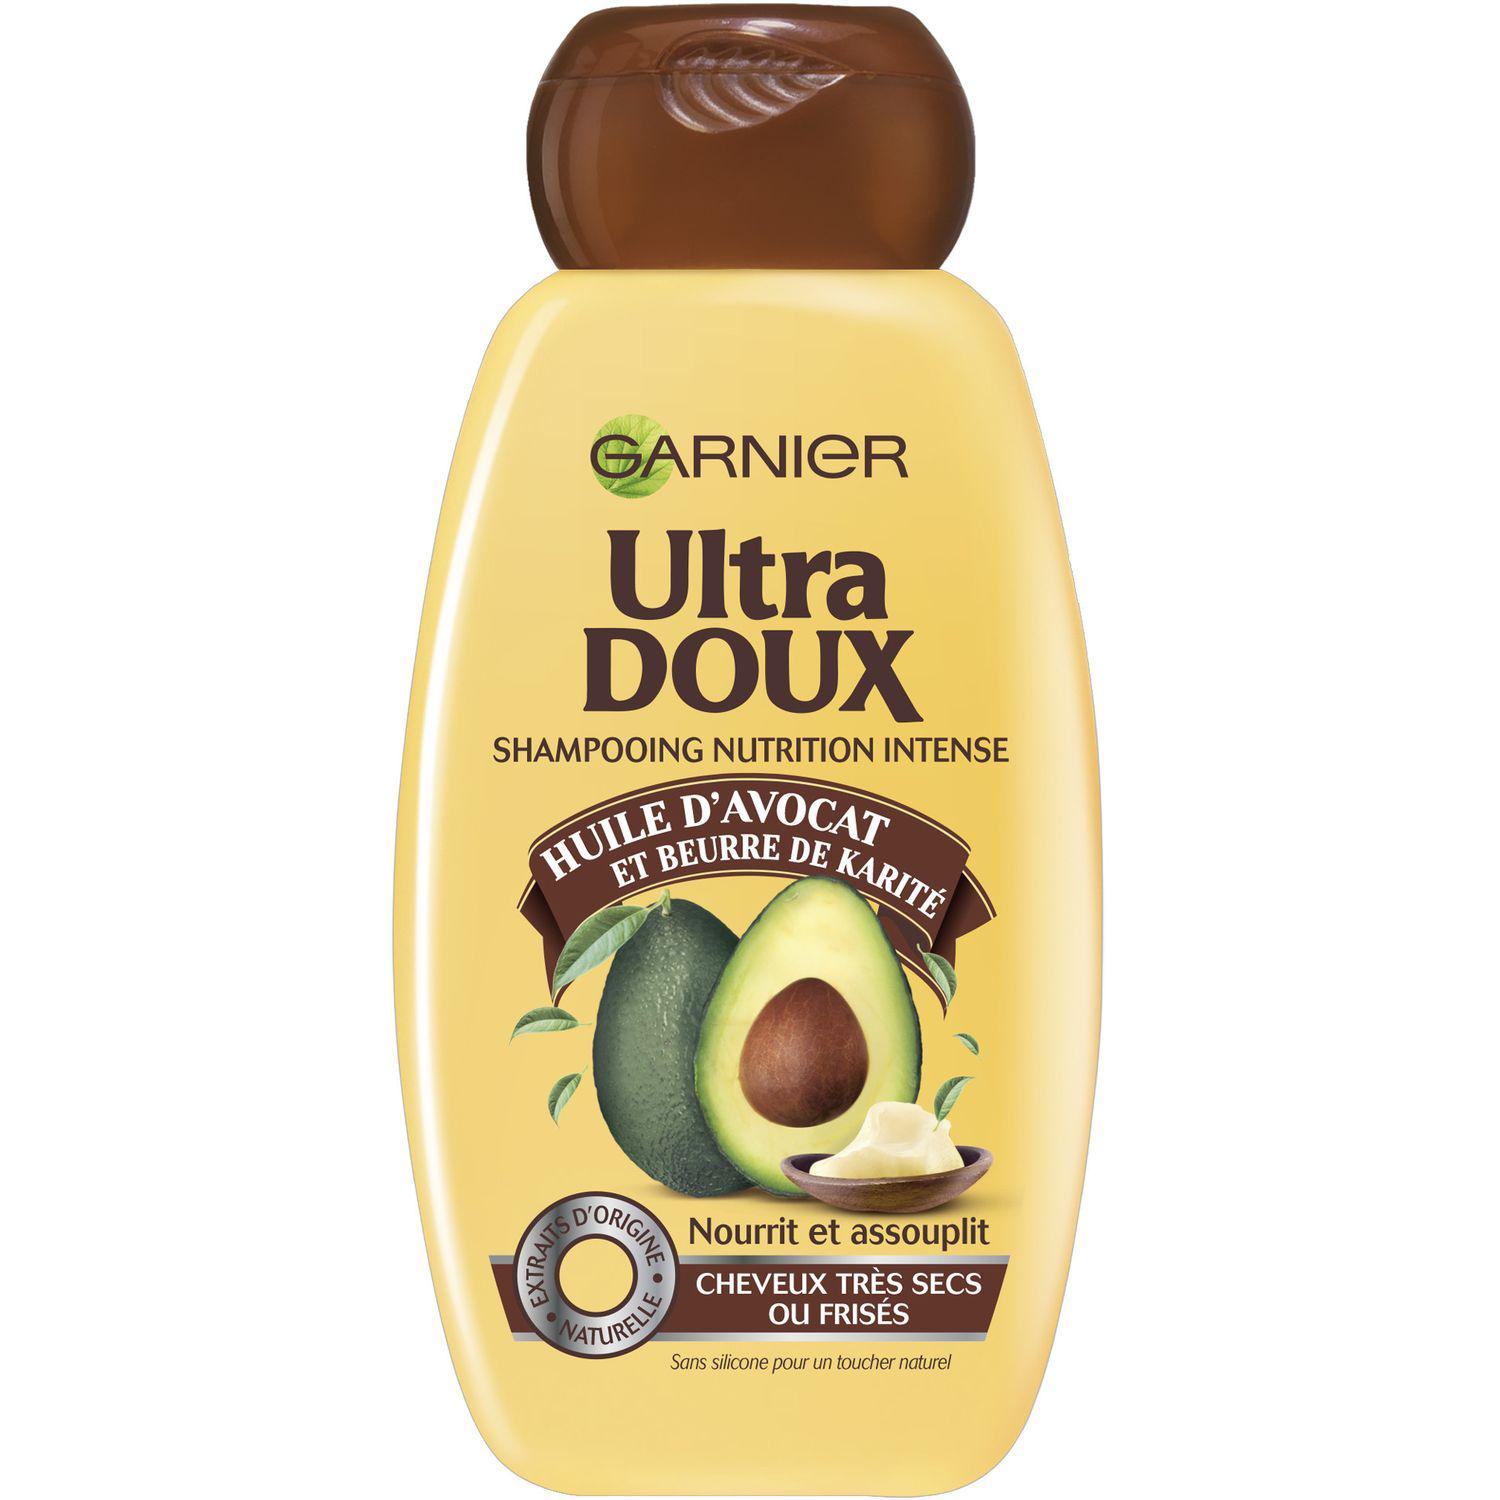 GARNIER
Ultra
DOUX
SHAMPOOING NUTRITION INTENSE
HUILE D'AVOCAT
ET BEURRE DE KARITÉ
Nourrit et assouplit
EXTRAITS D'ORIGINE
• NATURELLE •
CHEVEUX TRÈS SECS
OU FRISÉS
Sans silicone pour un toucher naturel